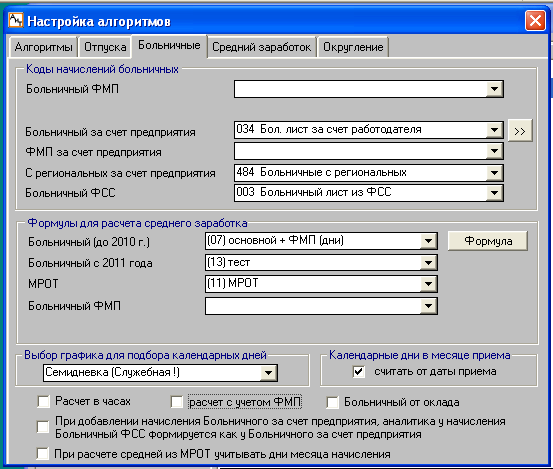 Настройка алгоритмов
Алгоритмы Отпуска Больничные Средний заработок Округление
Коды начислений больничных
Больничный ФМП
Больничный за счет предприятия 034 Бол. лист за счет работодателя >>
ФМП за счет предприятия
С региональных за счет предприятия 484 Больничные с региональных
Больничный ФСС 003 Больничный лист из ФСС
Формулы для расчета среднего заработка
Больничный (до 2010 г.) (07) основной + ФМП (дни) Формула
Больничный с 2011 года (13) тест
МРОТ (11) МРОТ
Больничный ФМП
Выбор графика для подбора календарных дней Календарные дни в месяце приема
Семидневка (Служебная !) считать от даты приема
Расчет в часах расчет с учетом ФМП Больничный от оклада
При добавлении начисления Больничного за счет предприятия, аналитика у начисления
Больничный ФСС формируется как у Больничного за счет предприятия
При расчете средней из МРОТ учитывать дни месяца начисления